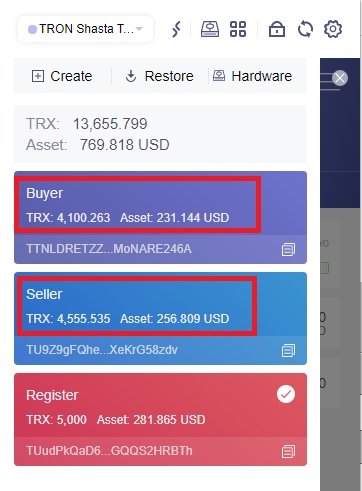 TRON Shasta T...
Create Restore Hardware
TRX: 13,655.799
Asset: 769.818 USD
Buyer
TRX: 4,100.263 Asset: 231.144 USD
TTNLDRETZZ...MoNARE246A
Seller
TRX: 4,555.535 Asset: 256.809 USD
TU9Z9gFQhe...XeKrG58zdv
Register
TRX: 5,000 Asset: 281.865 USD
TUudPkQaD6...GQQS2HRBTh